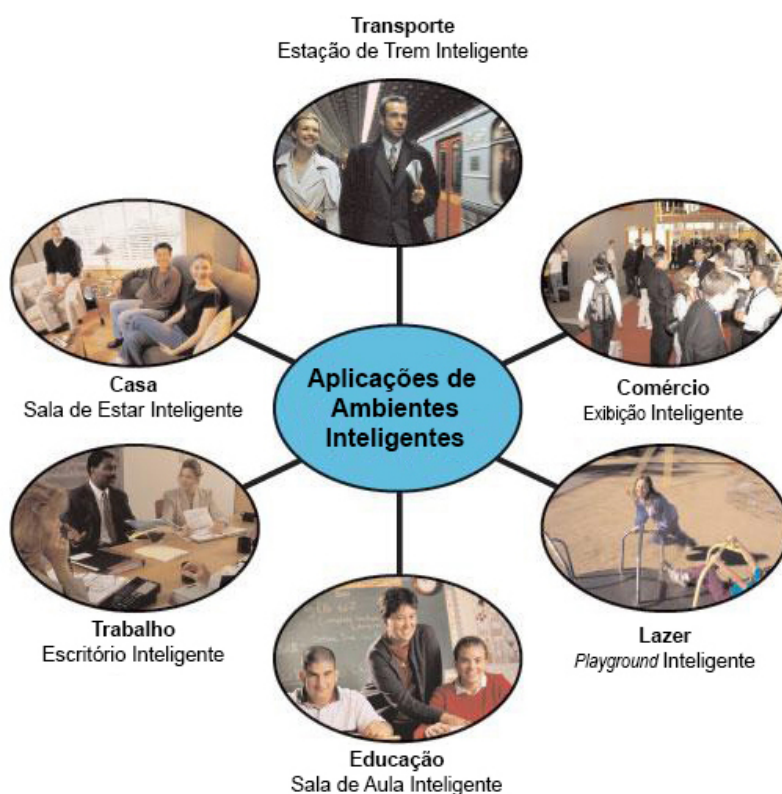 Transporte
Estação de Trem Inteligente
Casa
Sala de Estar Inteligente
Aplicações de
Ambientes
Inteligentes
Comércio
Exibição Inteligente
Trabalho
Escritório Inteligente
Lazer
Playground Inteligente
Educação
Sala de Aula Inteligente